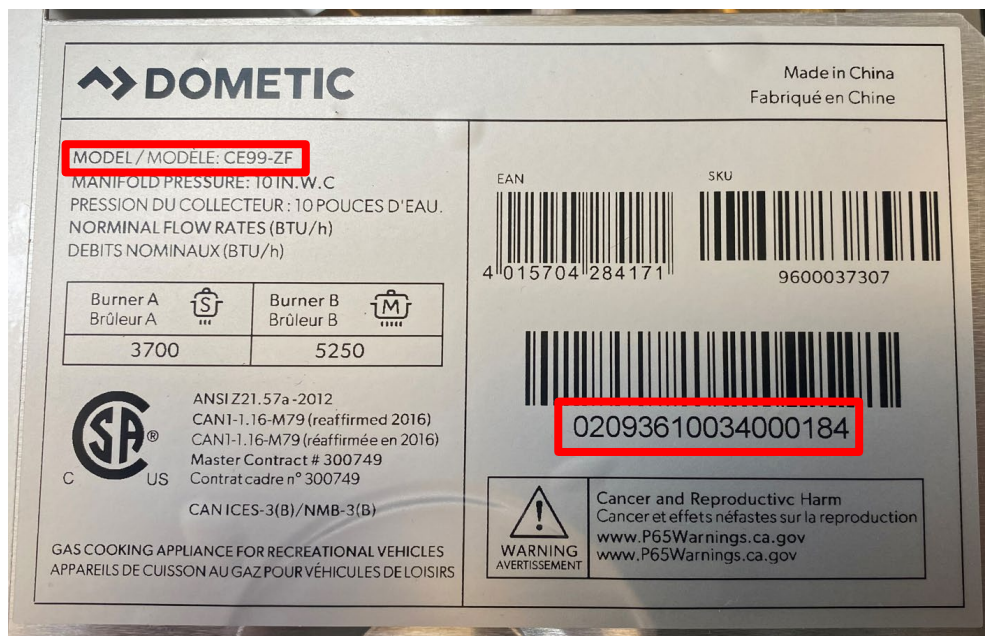 DOMETIC
Made in China
Fabriqué en Chine
MODEL / MODÈLE: CE99-ZF
MANIFOLD PRESSURE: 10 IN.W.C
PRESSION DU COLLECTEUR : 10 POUCES D'EAU.
NORMINAL FLOW RATES (BTU/h)
DEBITS NOMINAUX (BTU/h)
Burner A
Brûleur A
S
Burner B
Brûleur B
M
3700
5250
CSA ®
C US
ANSI Z21.57a-2012
CAN1-1.16-M79 (reaffirmed 2016)
CAN1-1.16-M79 (réaffirmée en 2016)
Master Contract # 300749
Contrat cadre n° 300749
CAN ICES-3(B)/NMB-3(B)
GAS COOKING APPLIANCE FOR RECREATIONAL VEHICLES
APPAREILS DE CUISSON AU GAZ POUR VÉHICULES DE LOISIRS
EAN
4 015704 284171
SKU
9600037307
02093610034000184
WARNING
AVERTISSEMENT
Cancer and Reproductive Harm
Cancer et effets néfastes sur la reproduction
www.P65Warnings.ca.gov
www.P65Warnings.ca.gov